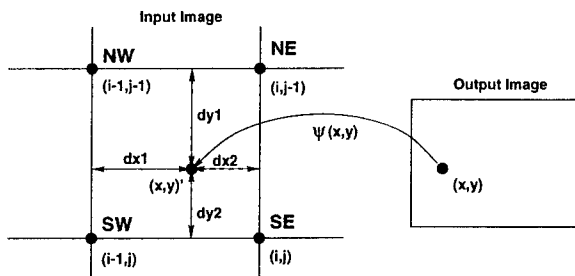 Input Image
NW
NE
(i-1,j-1)
(i,j-1)
dy1
Output Image
Ψ(x,y)
dx1
dx2
(x,y)'
(x,y)
dy2
SW
SE
(i-1,j)
(i,j)